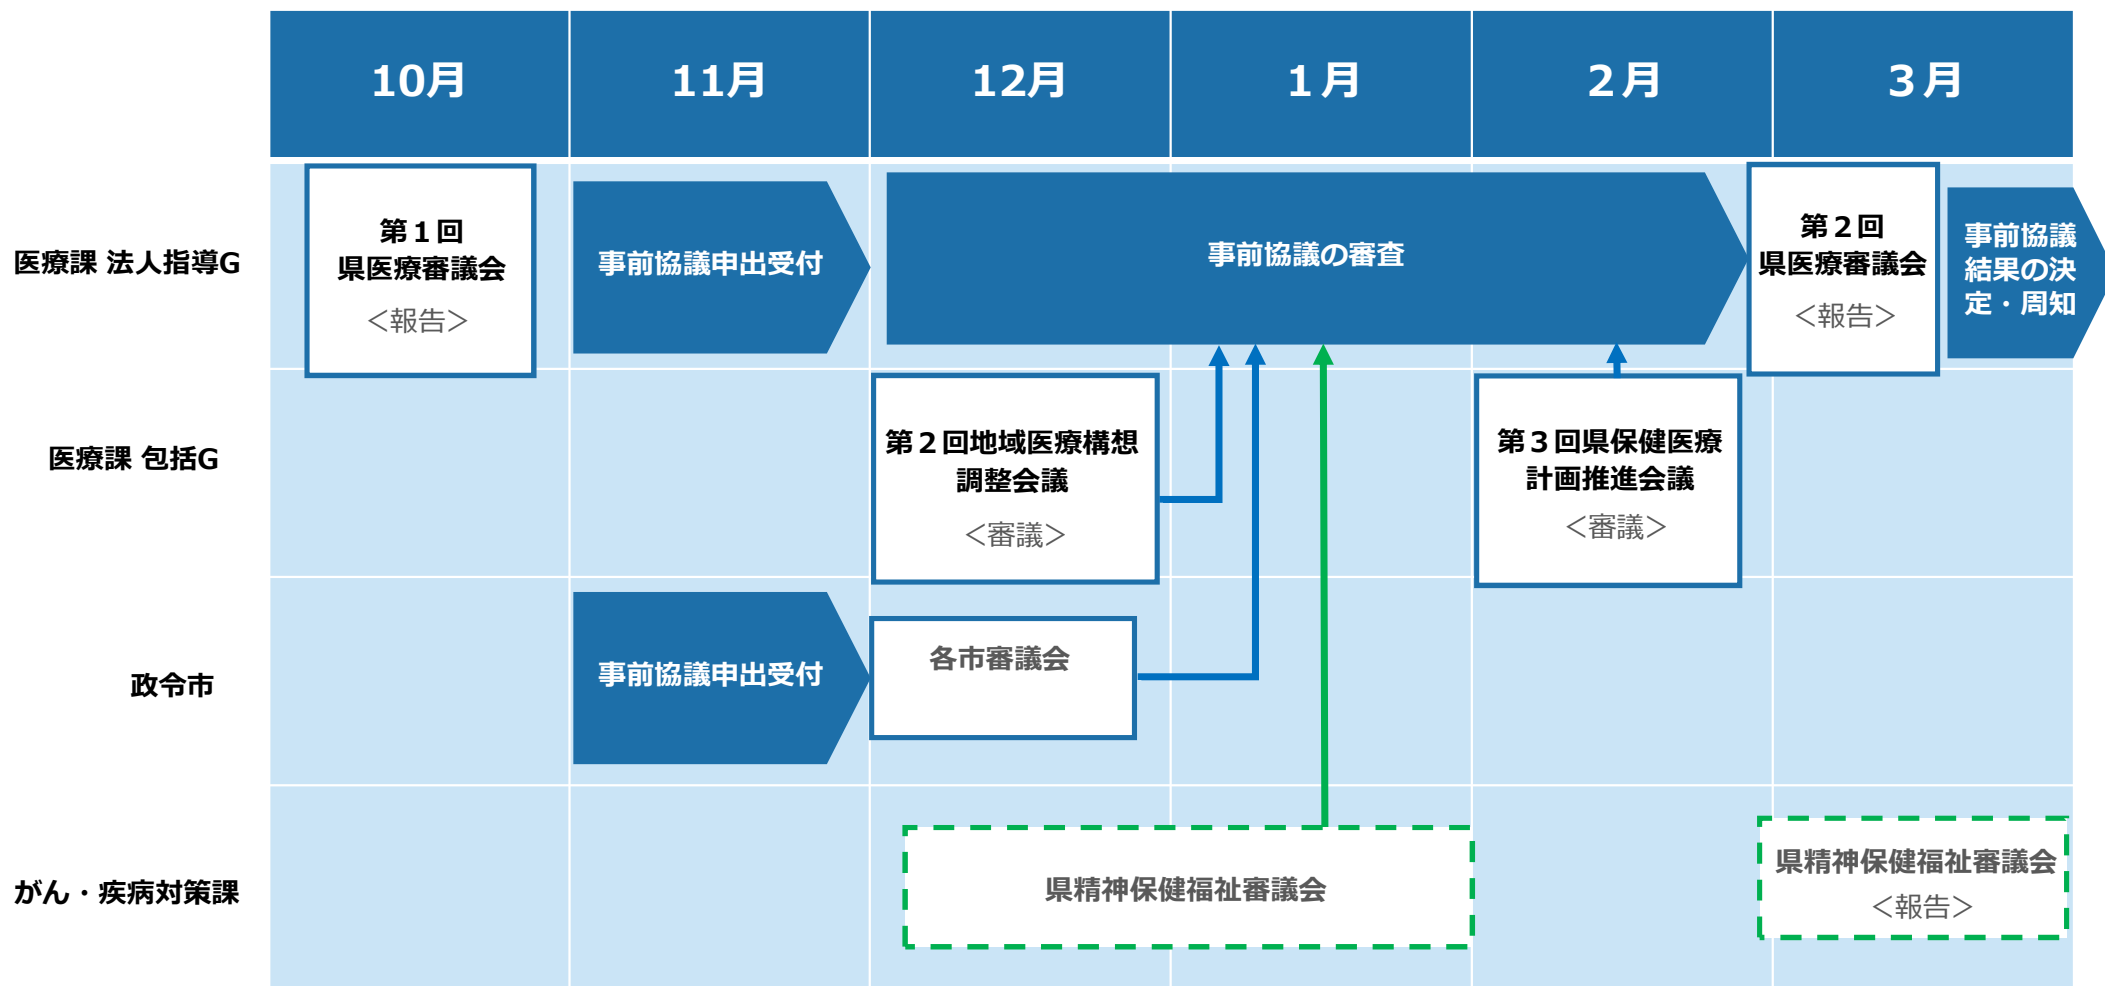 10月
11月
12月
１月
２月
３月
医療課 法人指導G
第１回
県医療審議会
＜報告＞
事前協議申出受付
事前協議の審査
第２回
県医療審議会
＜報告＞
事前協議
結果の決
定・周知
医療課 包括G
第２回地域医療構想
調整会議
＜審議＞
第３回県保健医療
計画推進会議
＜審議＞
政令市
事前協議申出受付
各市審議会
がん・疾病対策課
県精神保健福祉審議会
県精神保健福祉審議会
＜報告＞